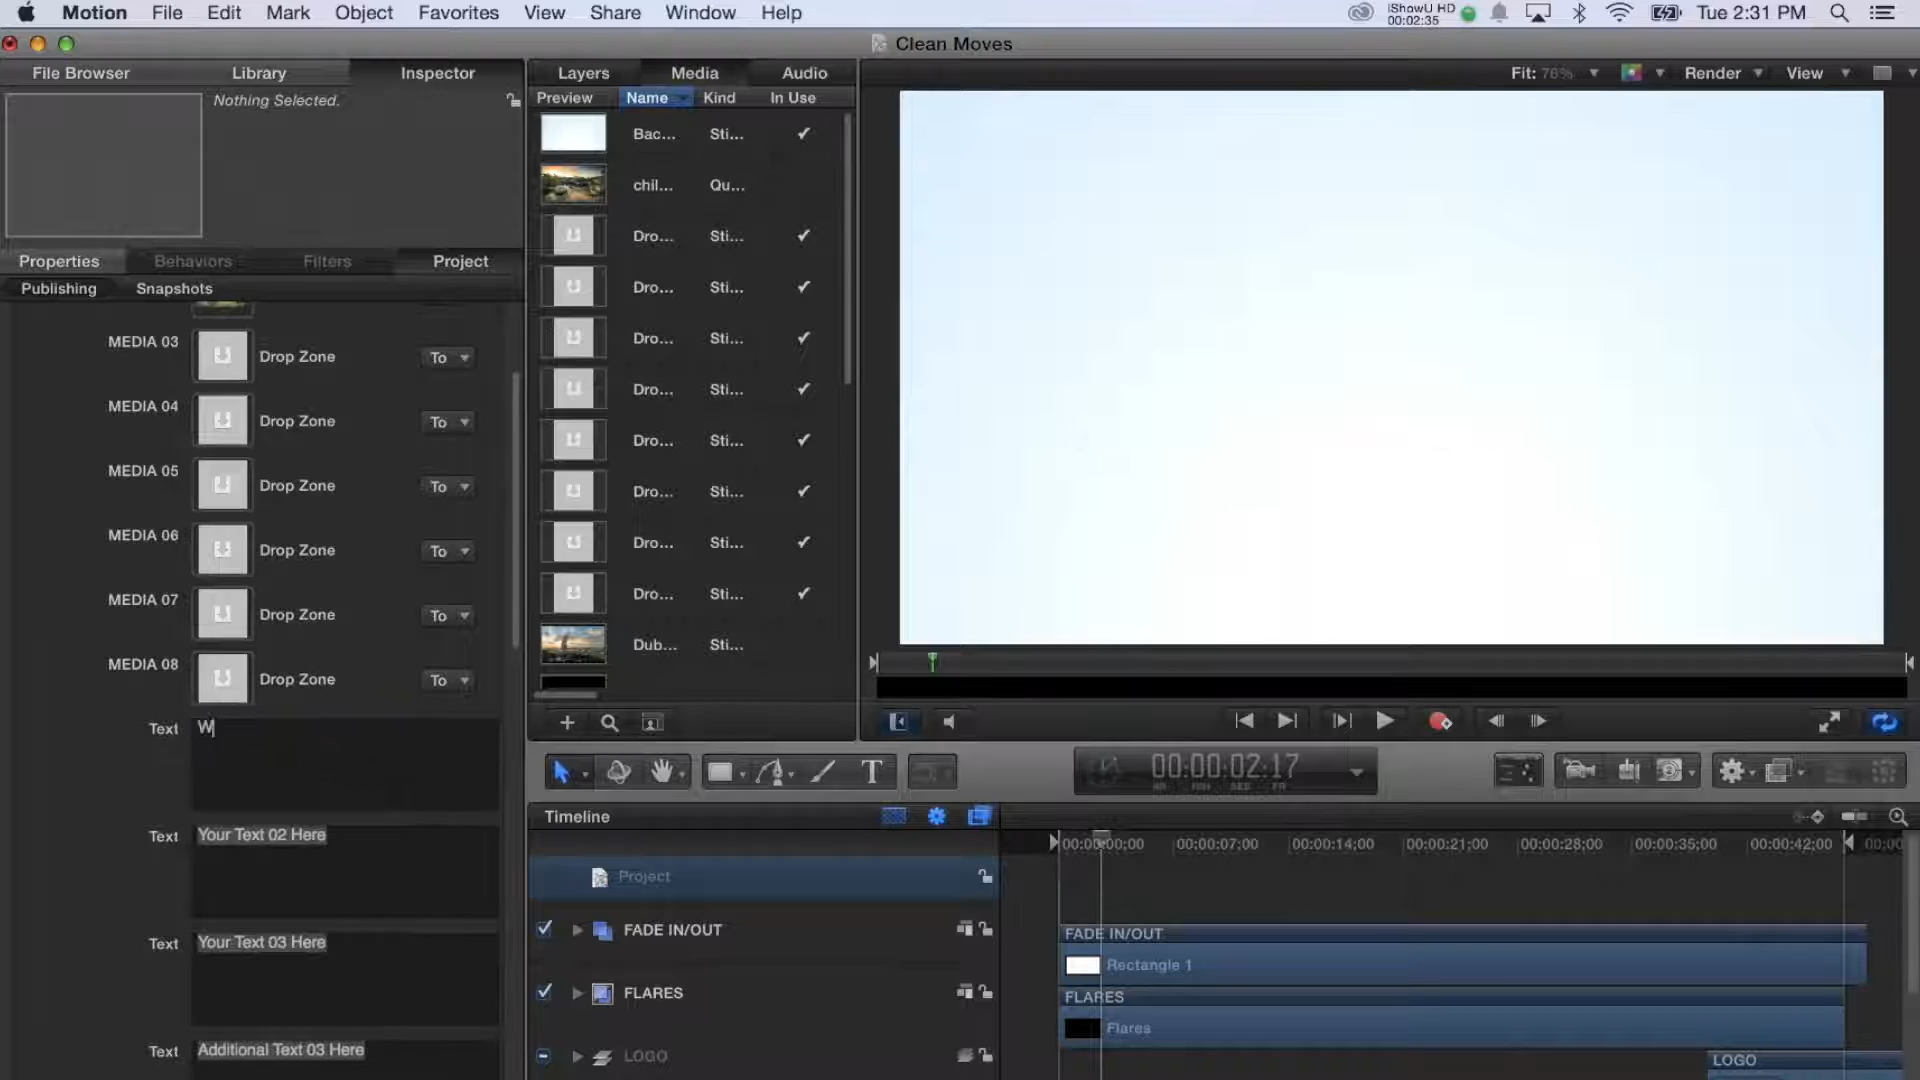 Motion File Edit Mark Object Favorites View Share Window Help
iShowU HD
00:02:35
Tue 2:31 PM
Clean Moves
File Browser Library Inspector
Nothing Selected.
Properties Behaviors Filters Project
Publishing Snapshots
MEDIA 03 Drop Zone To
MEDIA 04 Drop Zone To
MEDIA 05 Drop Zone To
MEDIA 06 Drop Zone To
MEDIA 07 Drop Zone To
MEDIA 08 Drop Zone To
Text W
Text Your Text 02 Here
Text Your Text 03 Here
Text Additional Text 03 Here
Layers Media Audio
Preview Name Kind In Use
Bac... Sti...
chil... Qu...
Dro... Sti...
Dro... Sti...
Dro... Sti...
Dro... Sti...
Dro... Sti...
Dro... Sti...
Dro... Sti...
Dro... Sti...
Dub... Sti...
Fit: 76% Render View
00:00:02:17
HR MIN SEC FR
Timeline
00:00:00;00 00:00:07;00 00:00:14;00 00:00:21;00 00:00:28;00 00:00:35;00 00:00:42;00
Project
FADE IN/OUT
FLARES
LOGO
FADE IN/OUT
Rectangle 1
FLARES
Flares
LOGO